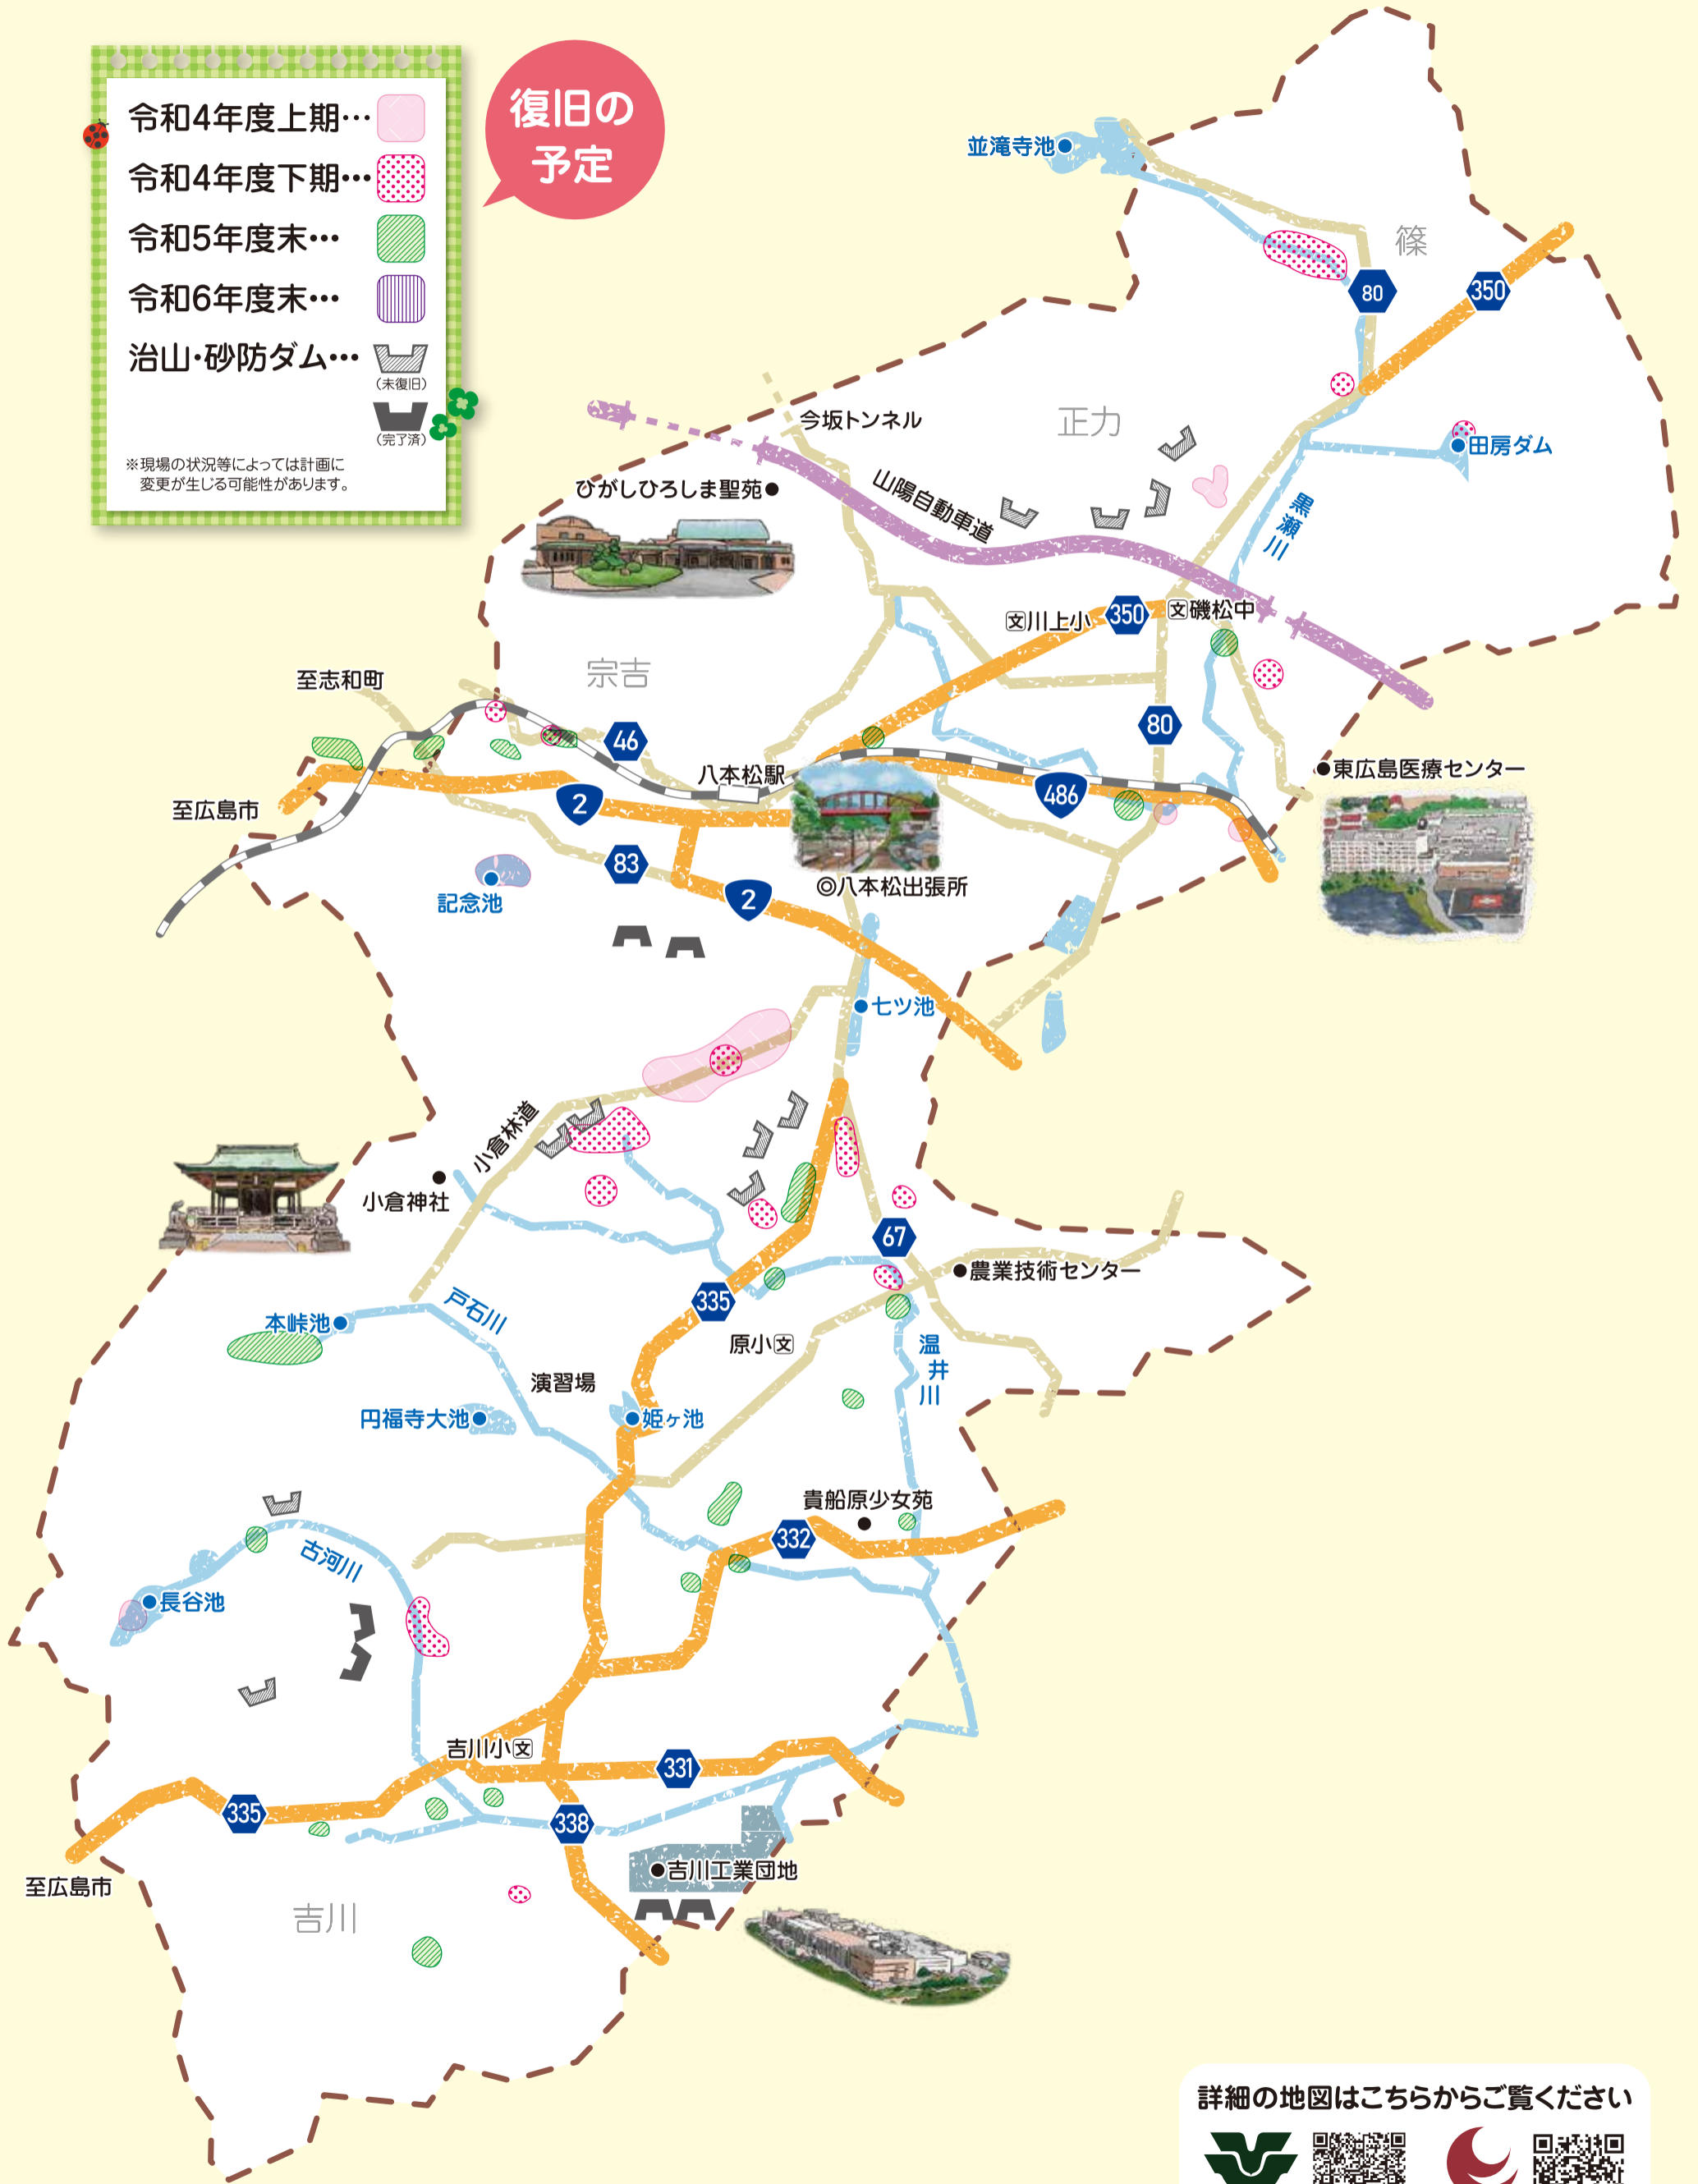 令和4年度上期…
令和4年度下期…
令和5年度末…
令和6年度末…
治山・砂防ダム…
(未復旧)
(完了済)
※現場の状況等によっては計画に
変更が生じる可能性があります。
復旧の
予定
並滝寺池
篠
80
350
正力
今坂トンネル
田房ダム
ひがしひろしま聖苑
山陽自動車道
黒瀬川
文川上小
350
文磯松中
宗吉
至志和町
46
80
八本松駅
東広島医療センター
至広島市
2
486
83
2
◎八本松出張所
記念池
七ツ池
小倉林道
小倉神社
67
農業技術センター
335
本峠池
戸石川
原小文
温井川
演習場
円福寺大池
姫ヶ池
貴船原少女苑
332
古河川
長谷池
吉川小文
331
335
338
吉川工業団地
至広島市
吉川
詳細の地図はこちらからご覧ください